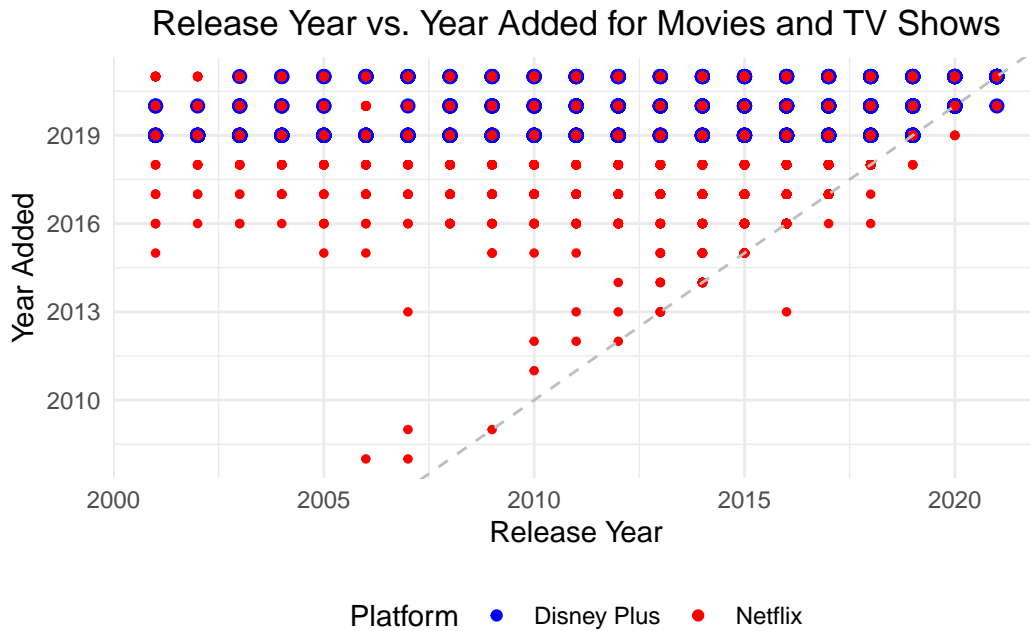 Release Year vs. Year Added for Movies and TV Shows
Year Added
2019
2016
2013
2010
2000 2005 2010 2015 2020
Release Year
Platform Disney Plus Netflix